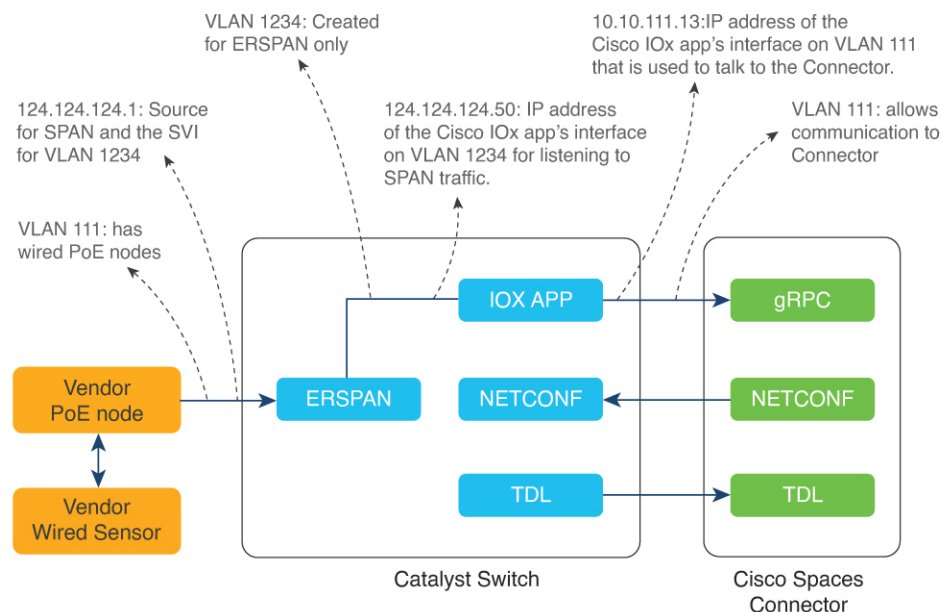 VLAN 1234: Created
for ERSPAN only
10.10.111.13:IP address of the
Cisco IOx app's interface on VLAN 111
that is used to talk to the Connector.
124.124.124.1: Source
for SPAN and the SVI
for VLAN 1234
124.124.124.50: IP address
of the Cisco IOx app's interface
on VLAN 1234 for listening to
SPAN traffic.
VLAN 111: allows
communication to
Connector
VLAN 111: has
wired PoE nodes
IOX APP
gRPC
Vendor
PoE node
ERSPAN
NETCONF
NETCONF
Vendor
Wired Sensor
TDL
TDL
Catalyst Switch
Cisco Spaces
Connector